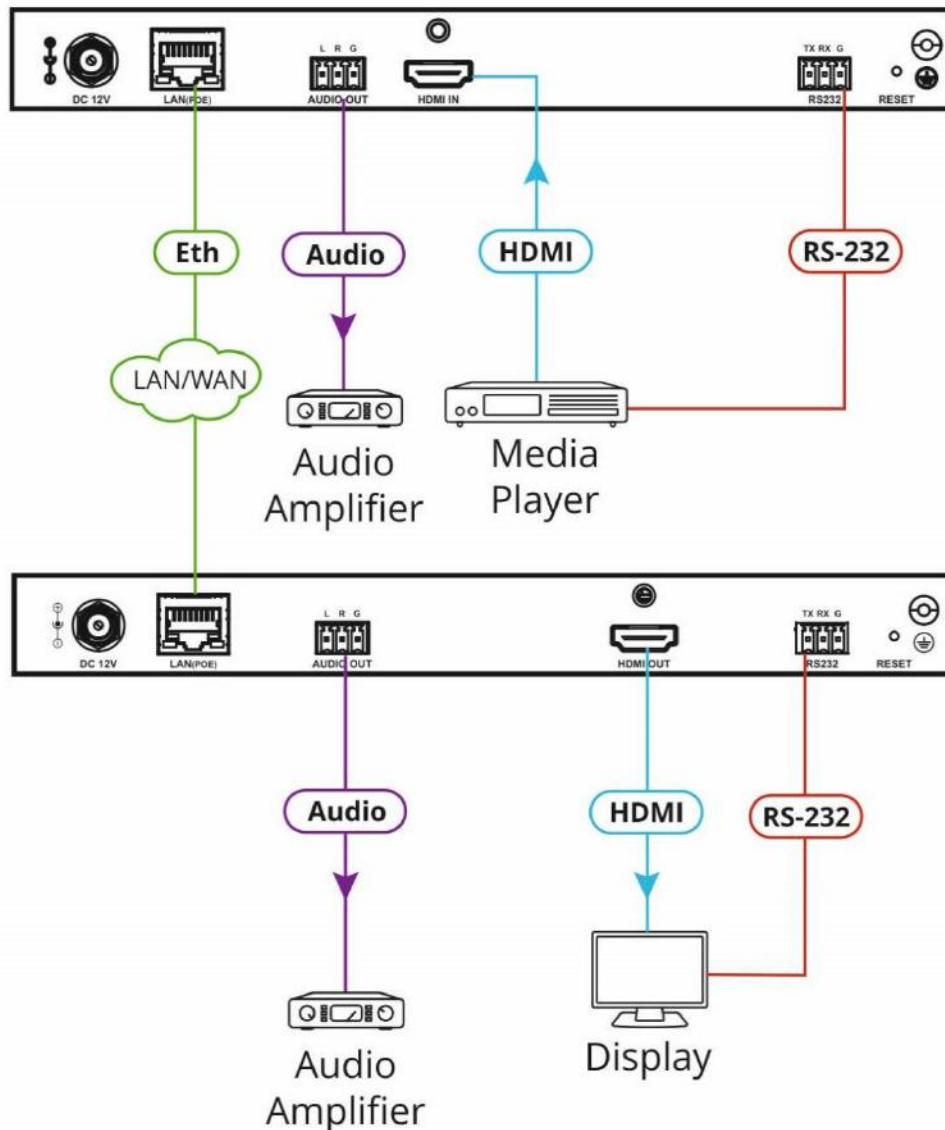 L R G
TX RX G
DC 12V
LAN(POE)
AUDIO OUT
HDMI IN
RS232
RESET
Eth
Audio
HDMI
RS-232
LAN/WAN
Audio
Amplifier
Media
Player
L R G
TX RX G
DC 12V
LAN(POE)
AUDIO OUT
HDMI OUT
RS232
RESET
Audio
HDMI
RS-232
Audio
Amplifier
Display